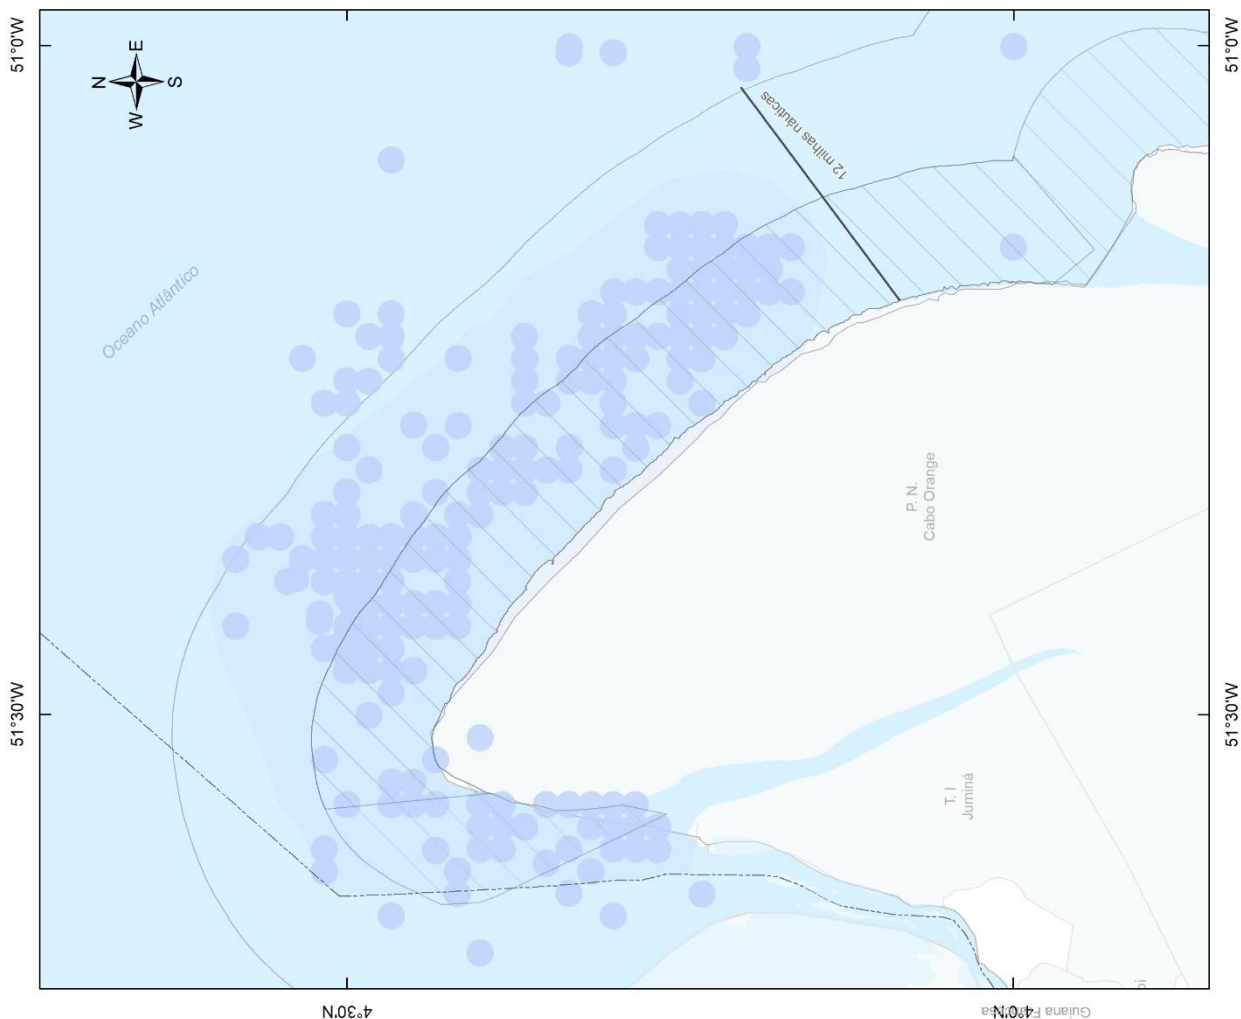 51°0'W
51°0'W
N
W
E
S
12 milhas náuticas
Oceano Atlântico
P. N.
Cabo Orange
51°30'W
51°30'W
T. I
Juminá
4°30'N
4°0'N
Guiana Francesa